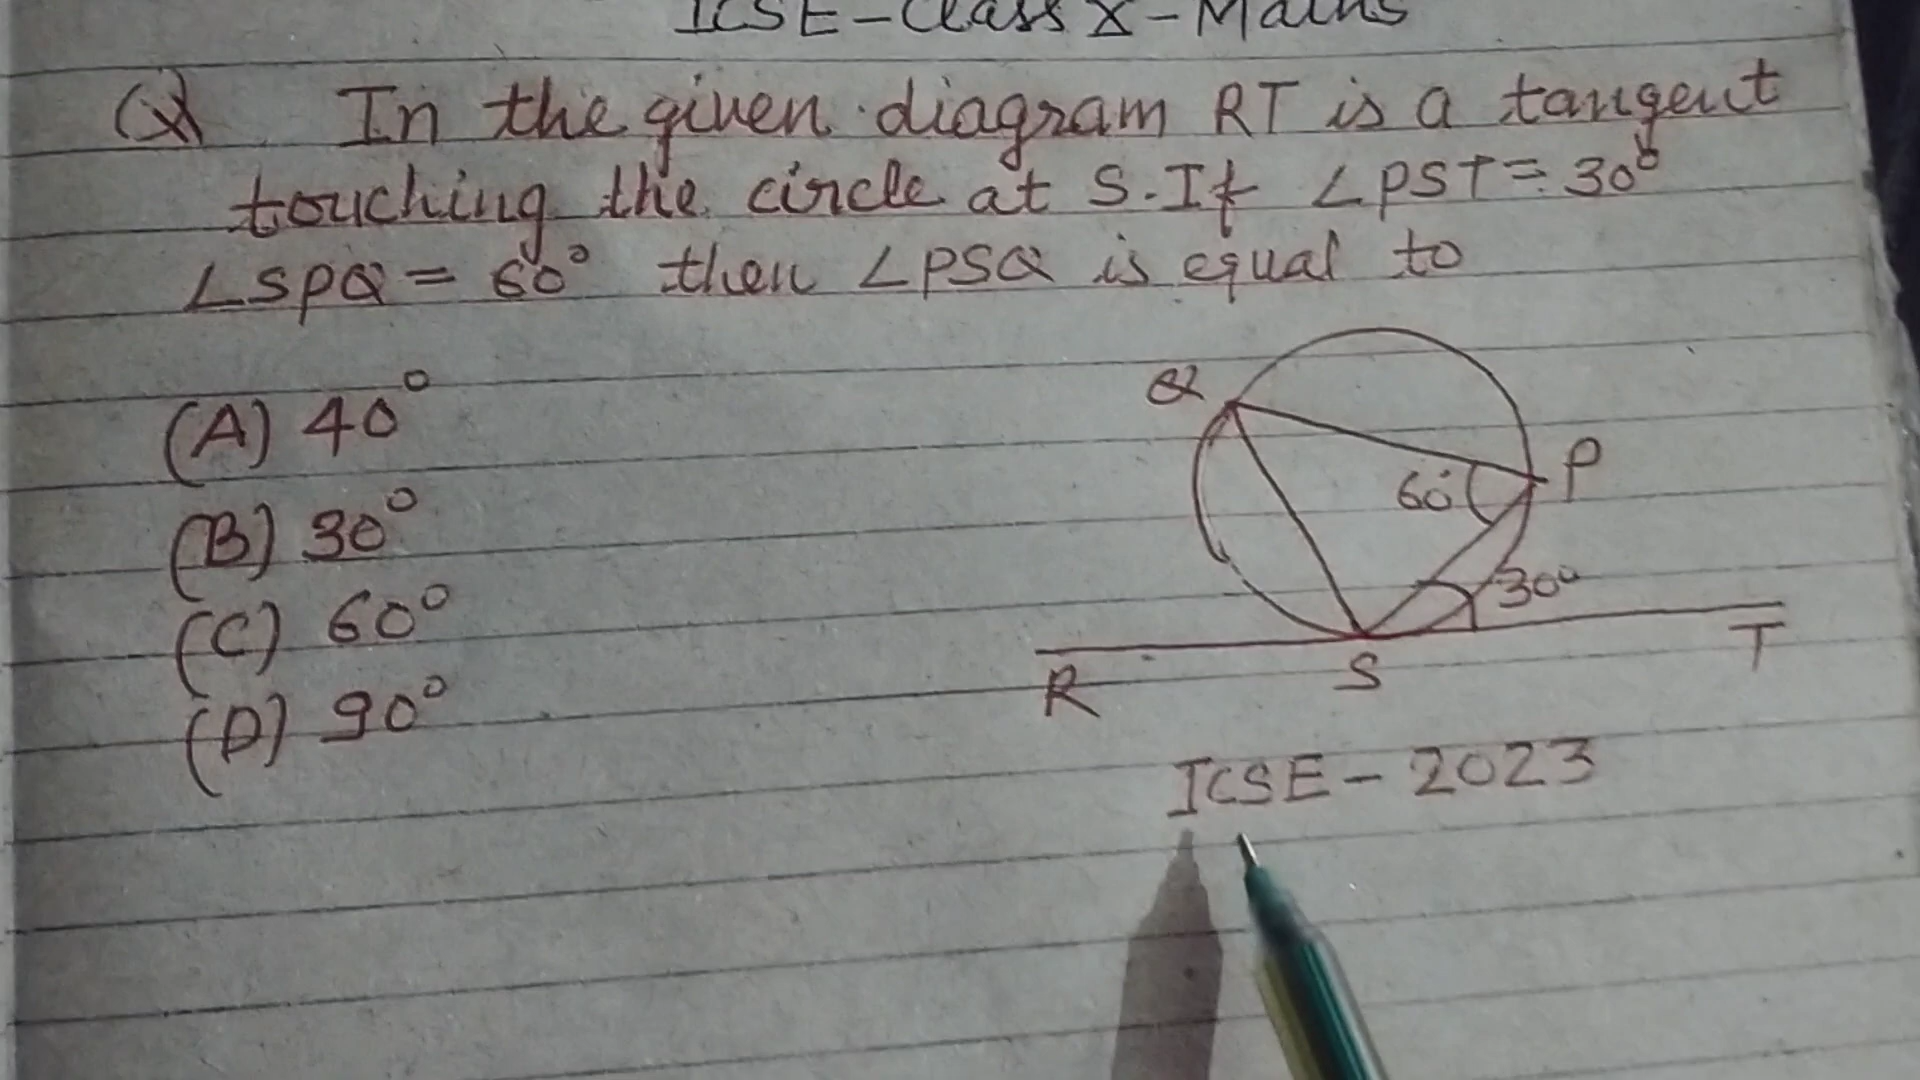 ICSE-Class X-Maths
Q) In the given diagram RT is a tangent
touching the circle at S. If ∠PST = 30°
∠SPQ = 60° then ∠PSQ is equal to
(A) 40°
(B) 30°
(C) 60°
(D) 90°
Q
P
60°
30°
R
S
T
ICSE-2023